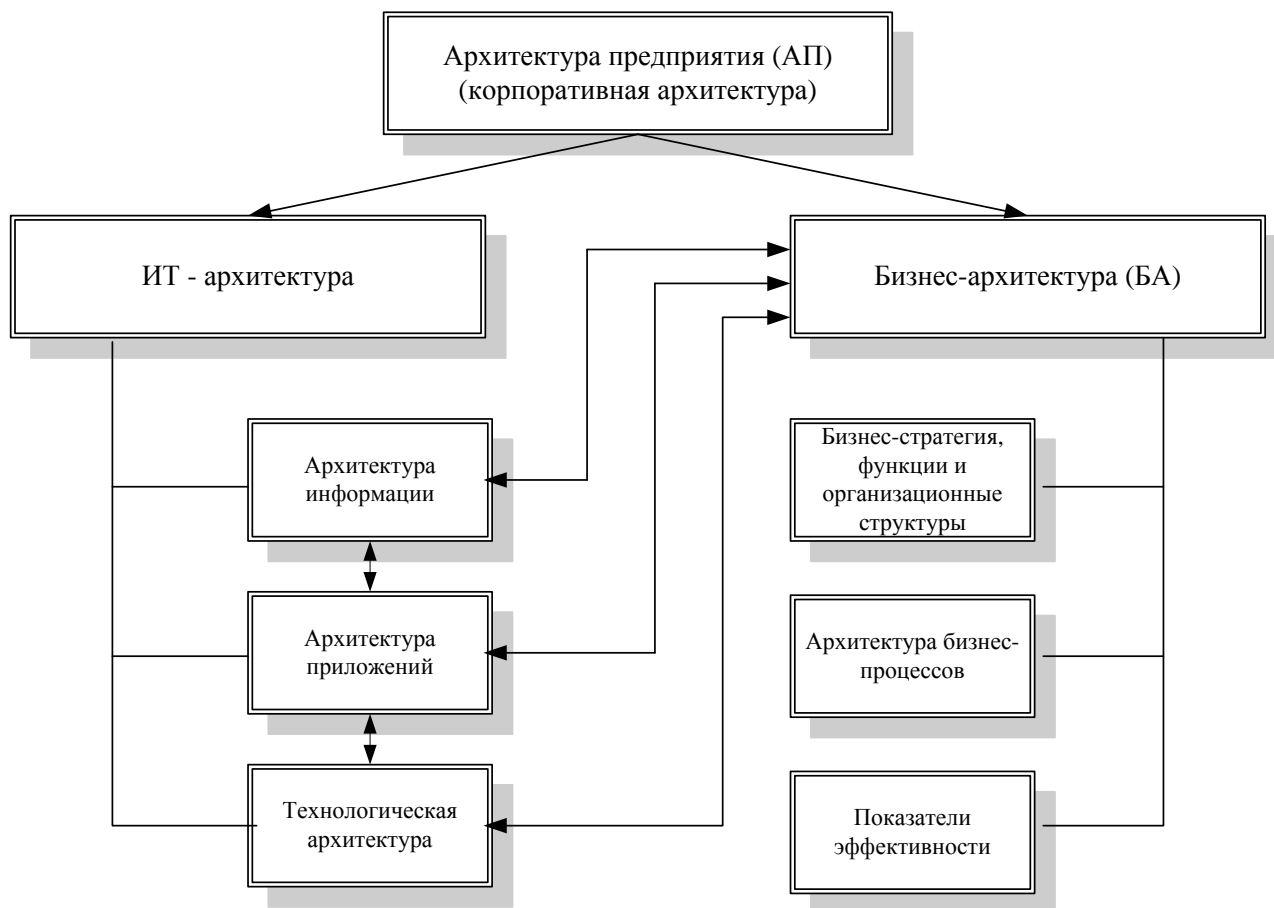 Архитектура предприятия (АП)
(корпоративная архитектура)
ИТ - архитектура
Бизнес-архитектура (БА)
Архитектура
информации
Бизнес-стратегия,
функции и
организационные
структуры
Архитектура
приложений
Архитектура бизнес-
процессов
Технологическая
архитектура
Показатели
эффективности